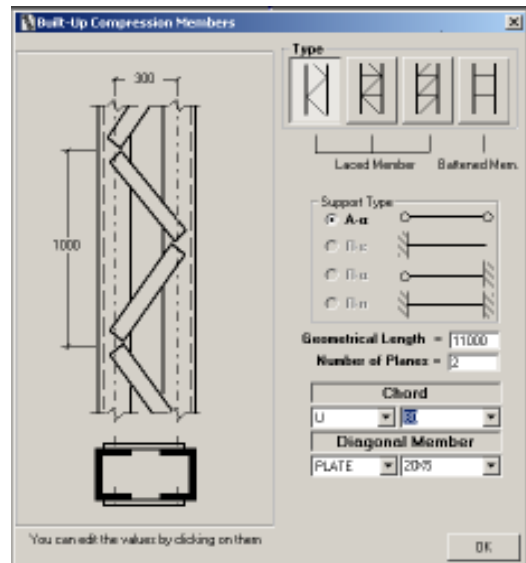 Built-Up Compression Members
300
1000
You can edit the values by clicking on them
Type
Laced Member
Battened Mem.
Support Type
A-α
Π-ε
Π-α
Π-π
Geometrical Length = 11000
Number of Planes = 2
Chord
U
Diagonal Member
PLATE
OK